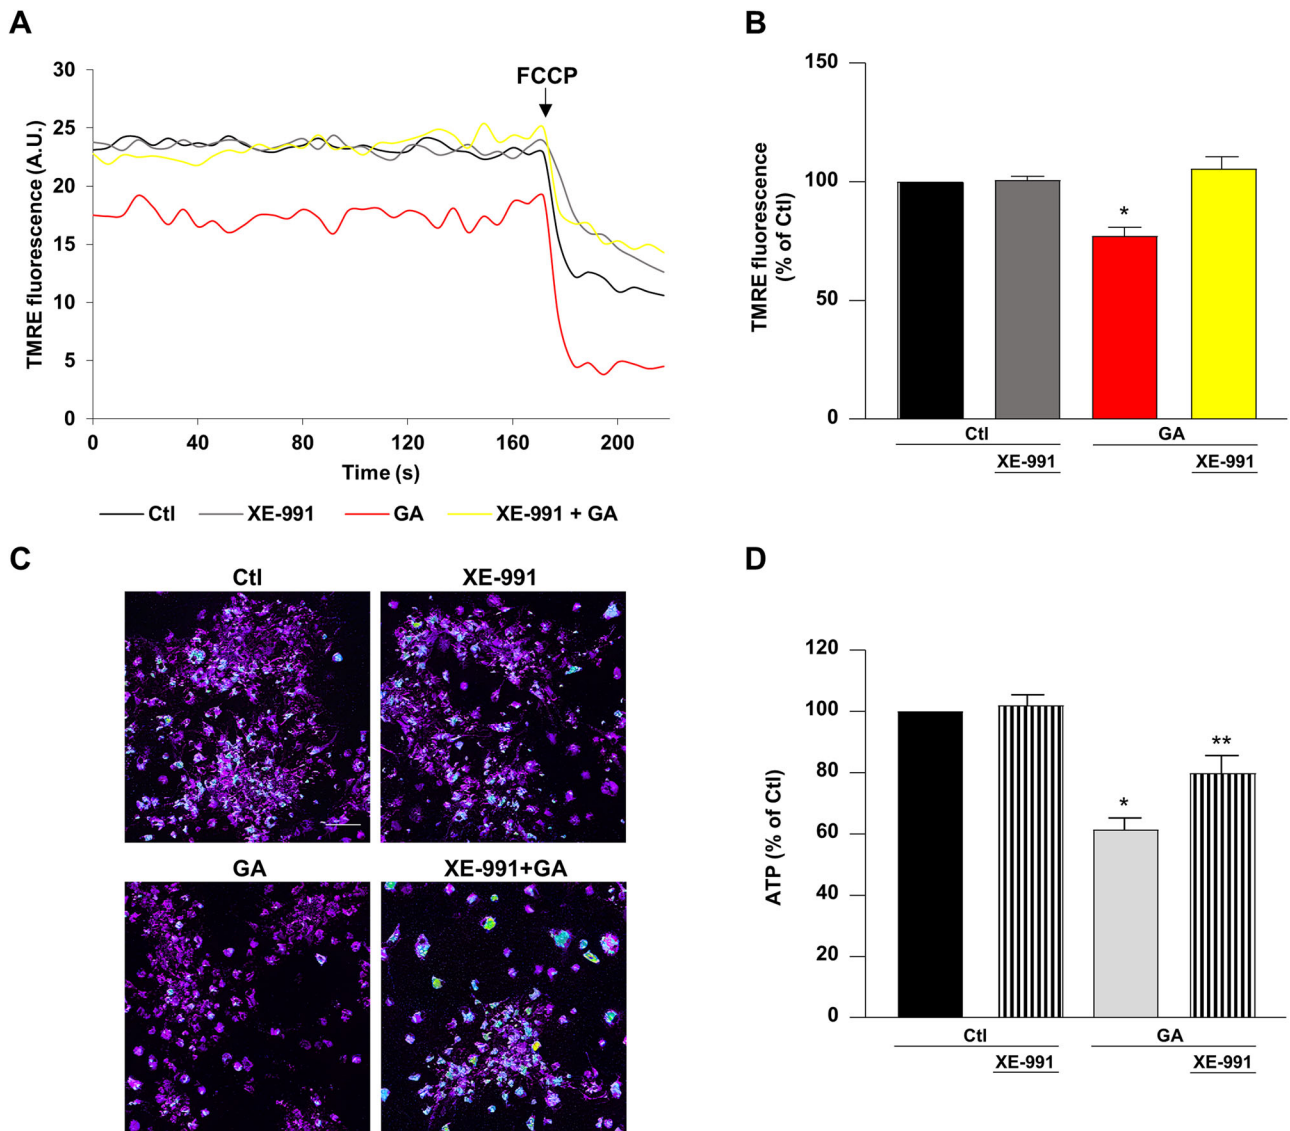 A
TMRE fluorescence (A.U.)
30
25
20
15
10
5
0
FCCP
0 40 80 120 160 200
Time (s)
Ctl XE-991 GA XE-991 + GA
B
TMRE fluorescence
(% of Ctl)
150
100
50
0
*
Ctl GA
XE-991 XE-991
C
Ctl XE-991
GA XE-991+GA
D
ATP (% of Ctl)
120
100
80
60
40
20
0
*
**
Ctl GA
XE-991 XE-991